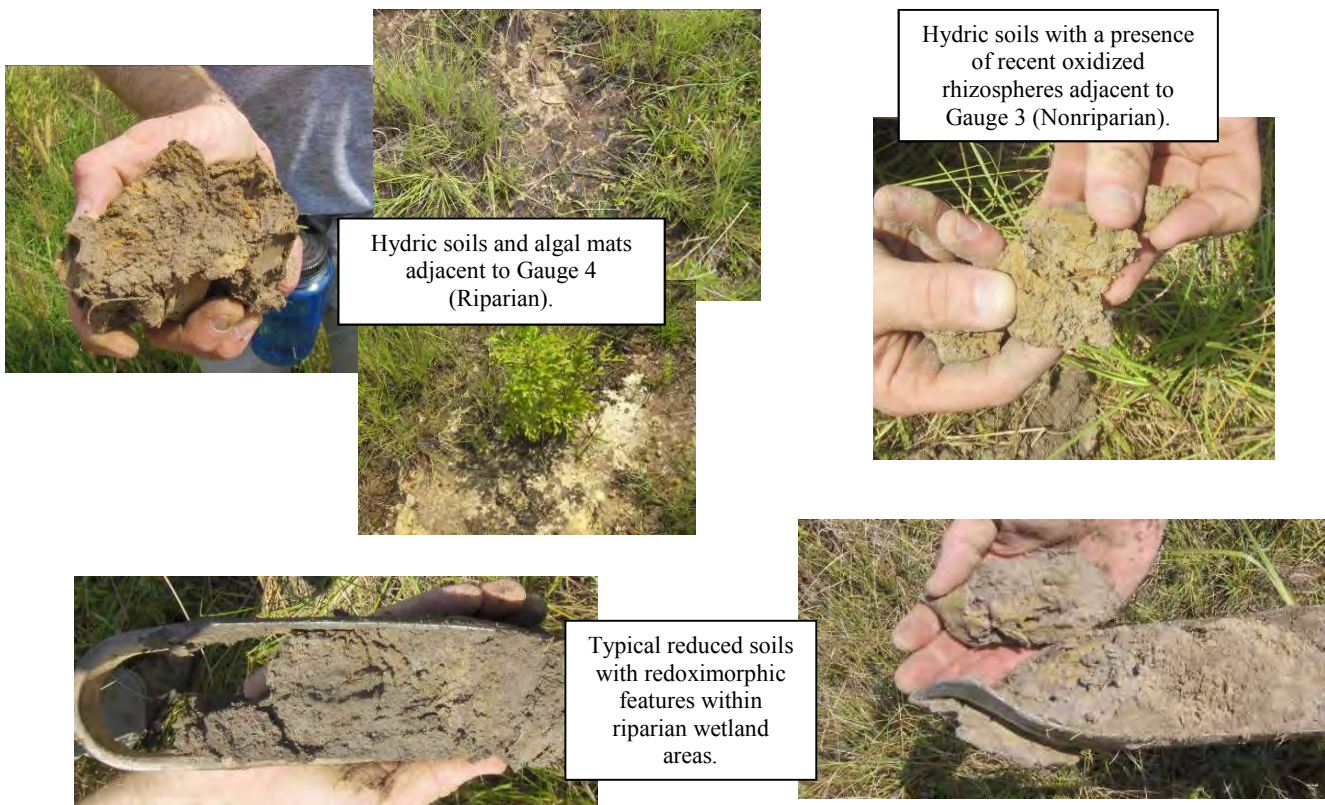 Hydric soils with a presence
of recent oxidized
rhizospheres adjacent to
Gauge 3 (Nonriparian).
Hydric soils and algal mats
adjacent to Gauge 4
(Riparian).
Typical reduced soils
with redoximorphic
features within
riparian wetland
areas.